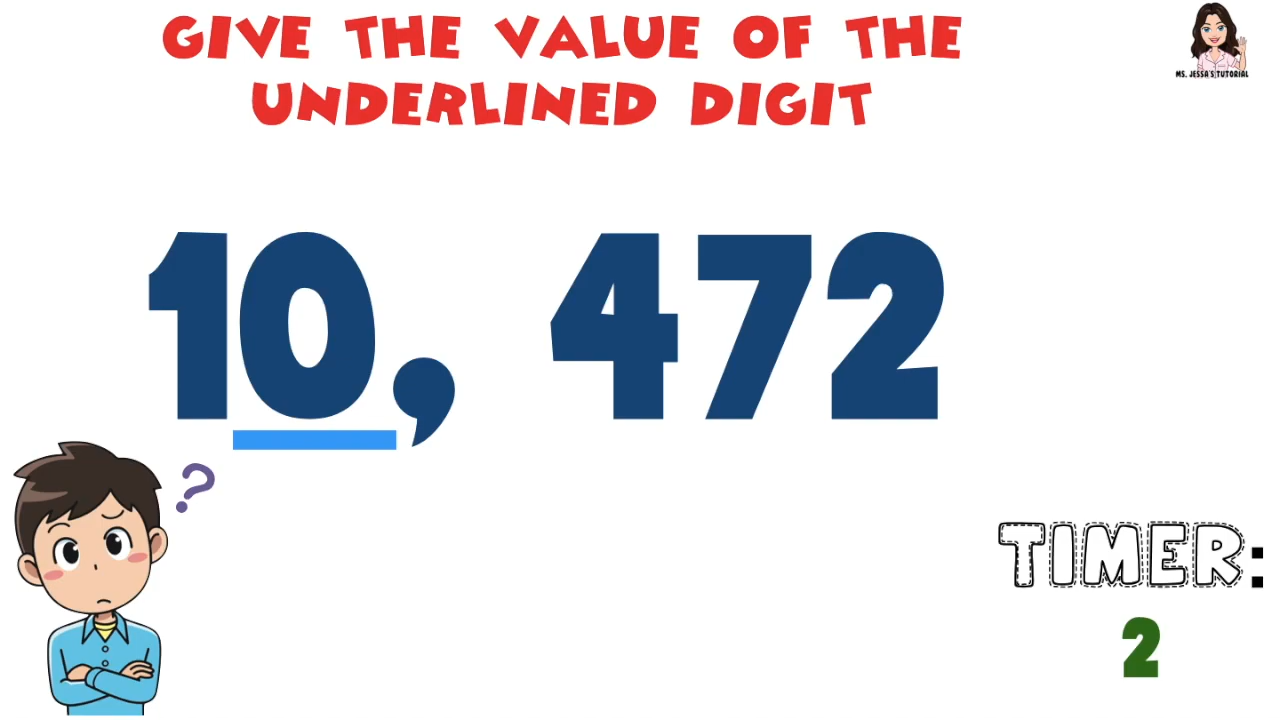 GIVE THE VALUE OF THE
UNDERLINED DIGIT
MS. JESSA'S TUTORIAL
10, 472
?
TIMER:
2